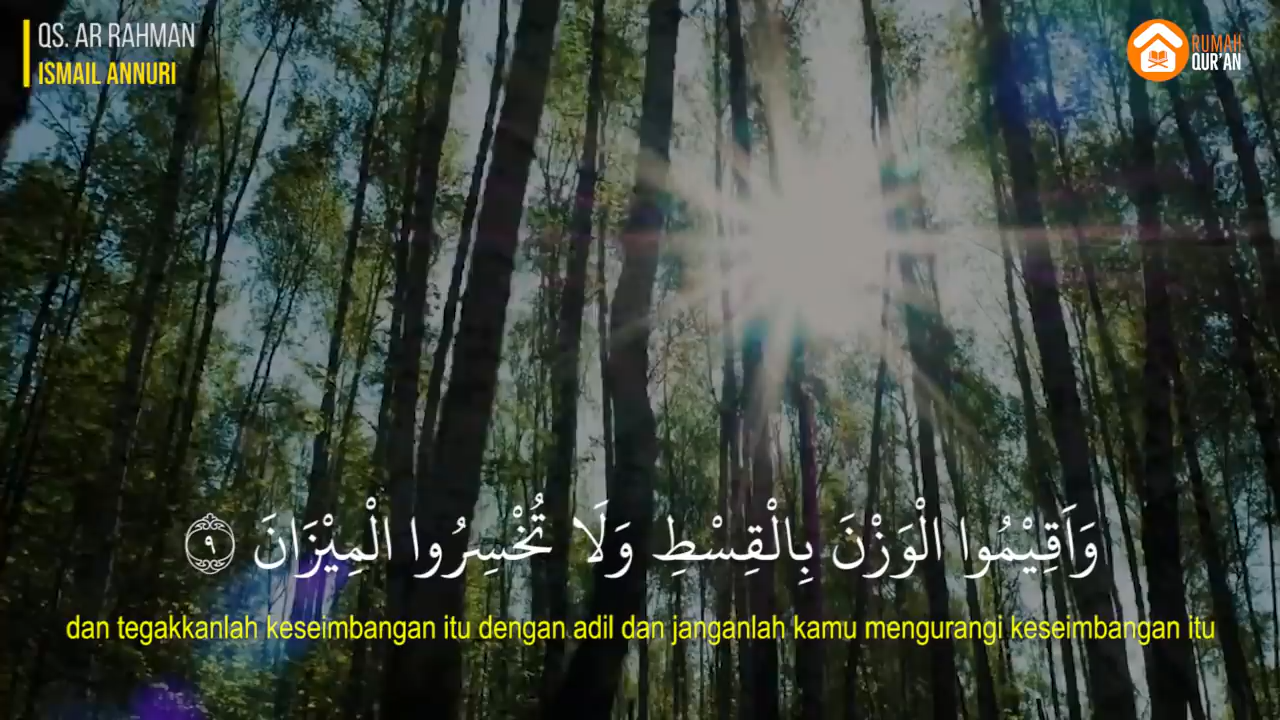 QS. AR RAHMAN
ISMAIL ANNURI
RUMAH
QUR'AN
وَاَقِيْمُوا الْوَزْنَ بِالْقِسْطِ وَلَا تُخْسِرُوا الْمِيْزَانَ ٩
dan tegakkanlah keseimbangan itu dengan adil dan janganlah kamu mengurangi keseimbangan itu